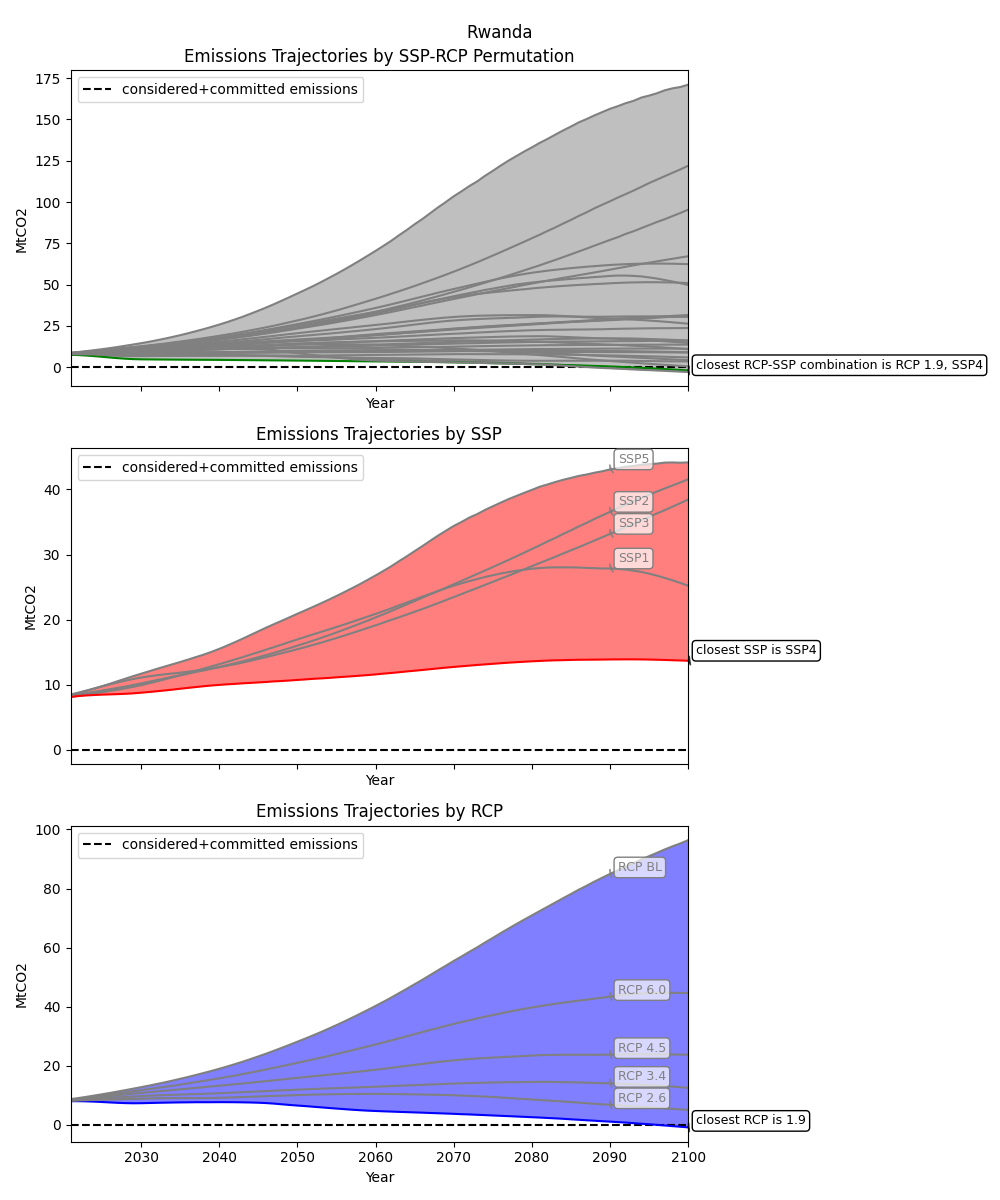 Rwanda
Emissions Trajectories by SSP-RCP Permutation
considered+committed emissions
175
150
125
100
75
50
25
0
MtCO2
closest RCP-SSP combination is RCP 1.9, SSP4
Year
Emissions Trajectories by SSP
considered+committed emissions
SSP5
SSP2
SSP3
SSP1
40
30
20
10
0
MtCO2
closest SSP is SSP4
Year
Emissions Trajectories by RCP
considered+committed emissions
RCP BL
RCP 6.0
RCP 4.5
RCP 3.4
RCP 2.6
100
80
60
40
20
0
MtCO2
closest RCP is 1.9
2030 2040 2050 2060 2070 2080 2090 2100
Year